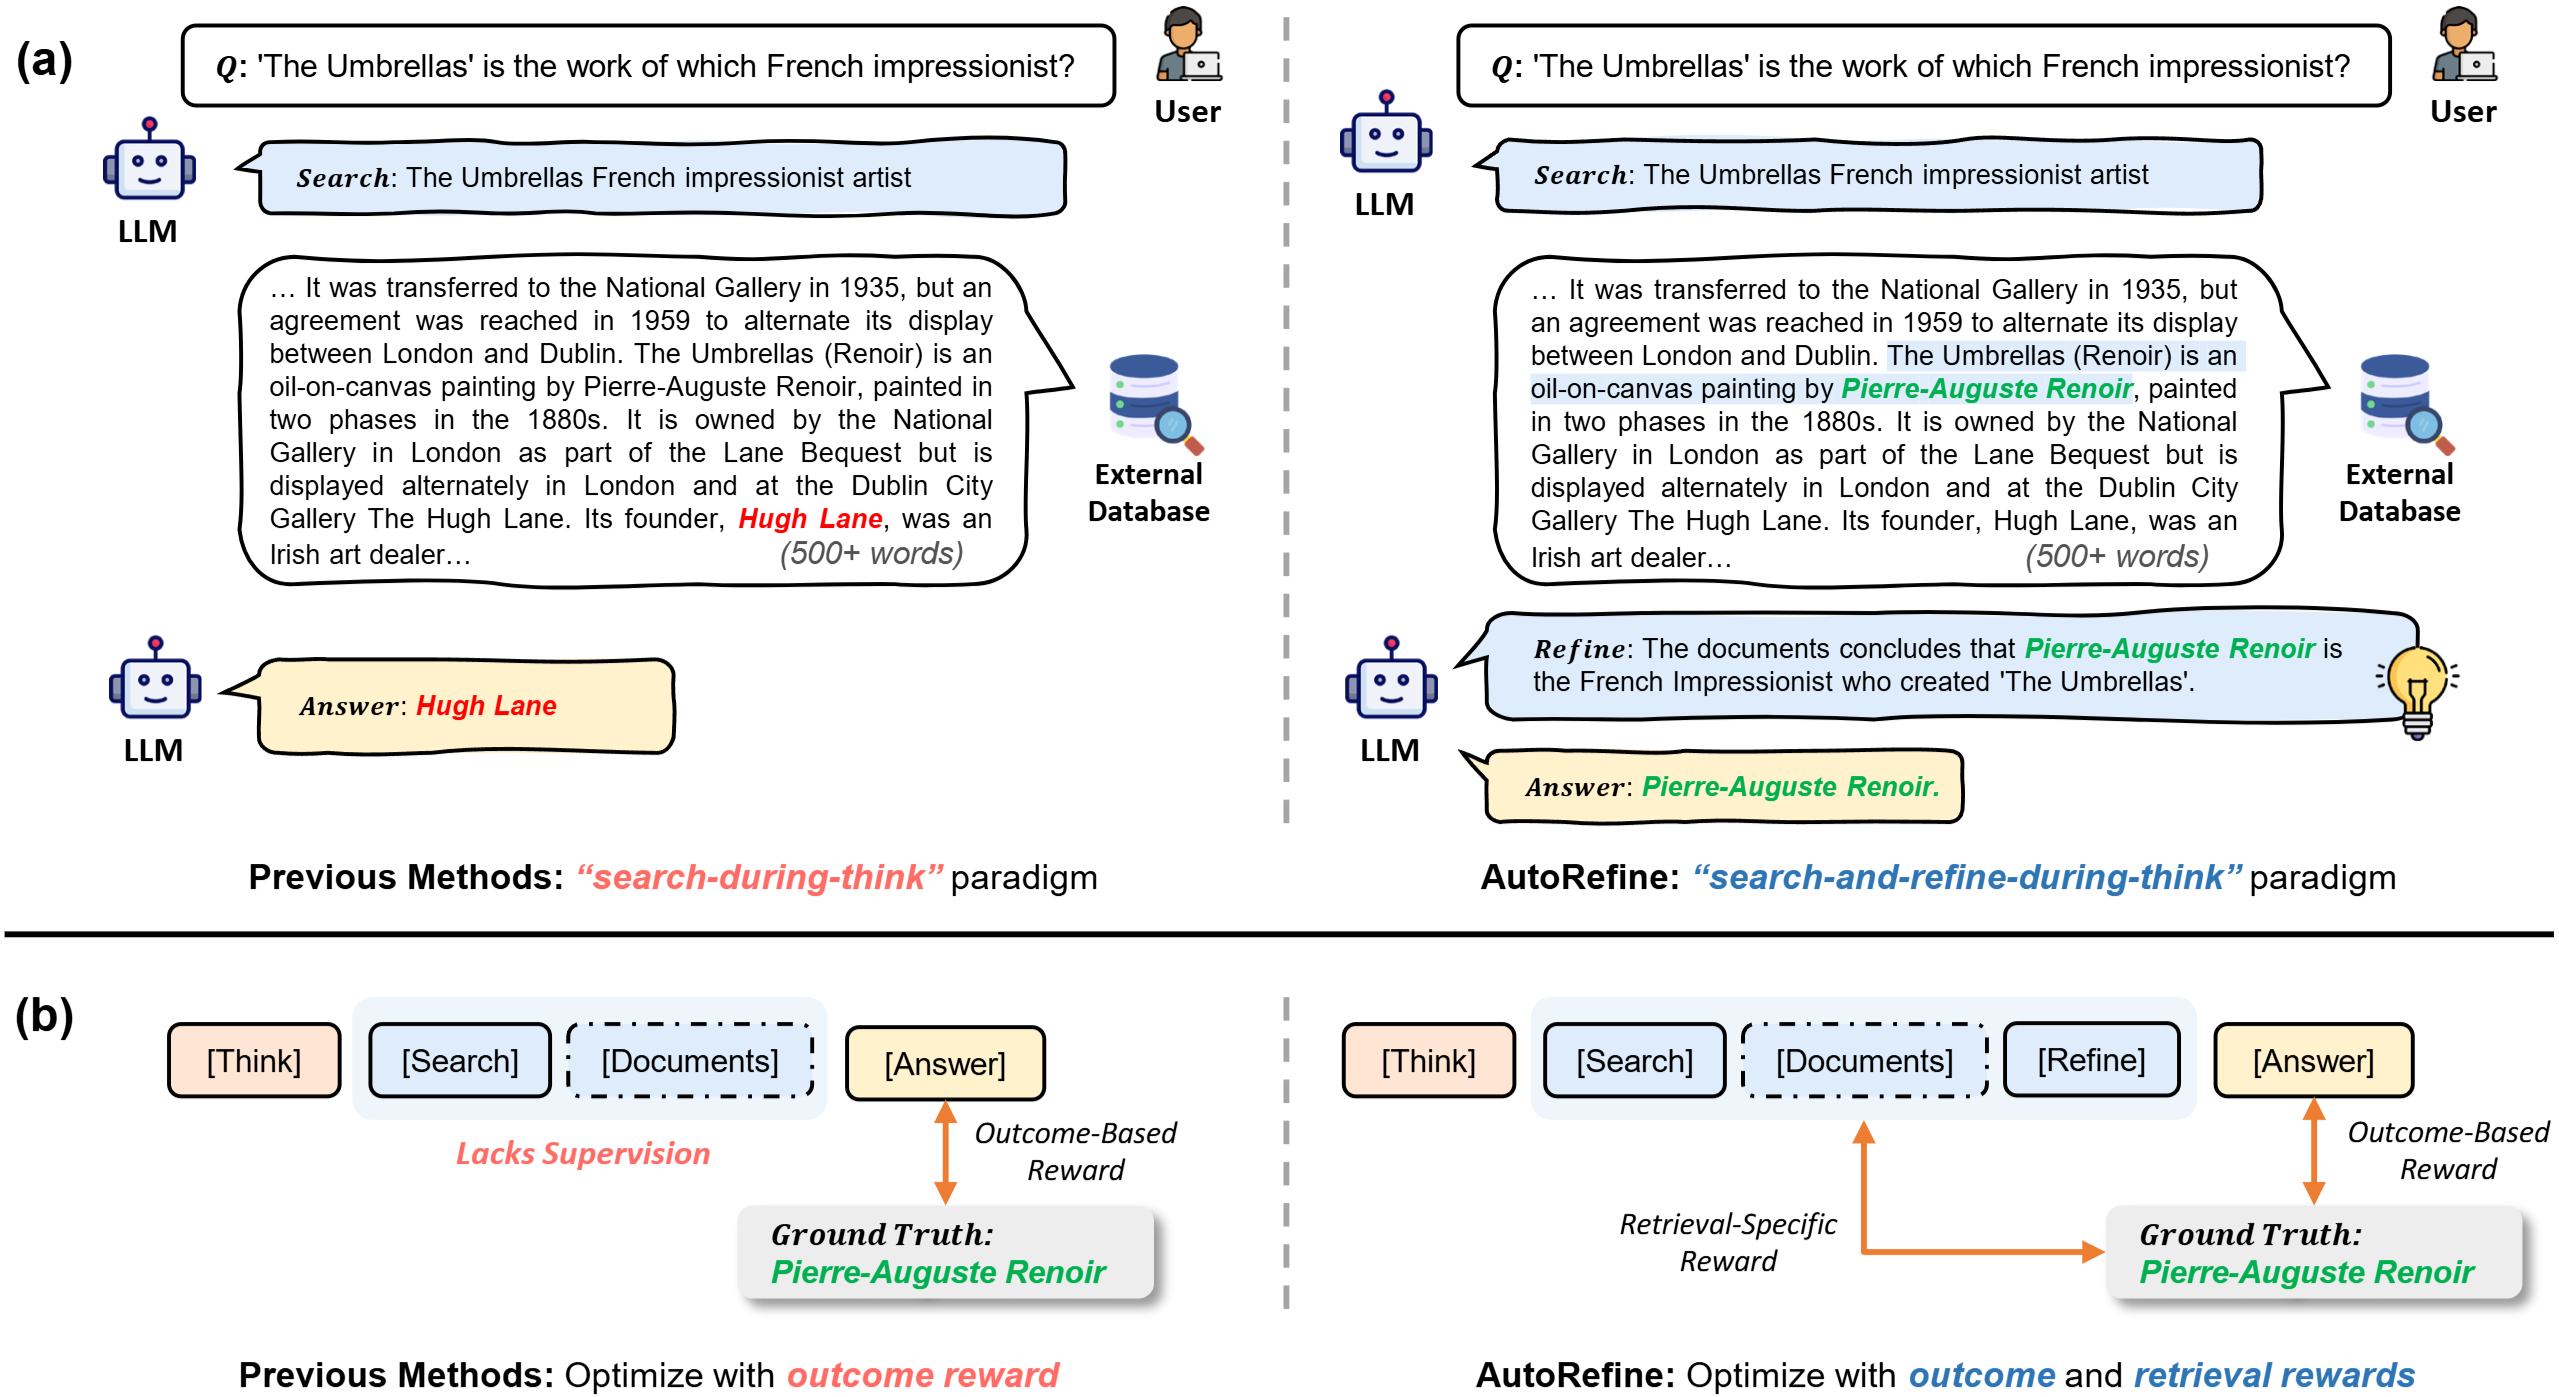 (a)
Q: 'The Umbrellas' is the work of which French impressionist?
User
LLM
Search: The Umbrellas French impressionist artist
… It was transferred to the National Gallery in 1935, but an
agreement was reached in 1959 to alternate its display
between London and Dublin. The Umbrellas (Renoir) is an
oil-on-canvas painting by Pierre-Auguste Renoir, painted in
two phases in the 1880s. It is owned by the National
Gallery in London as part of the Lane Bequest but is
displayed alternately in London and at the Dublin City
Gallery The Hugh Lane. Its founder, Hugh Lane, was an
Irish art dealer…
(500+ words)
External
Database
LLM
Answer: Hugh Lane
Previous Methods: “search-during-think” paradigm
Q: 'The Umbrellas' is the work of which French impressionist?
User
LLM
Search: The Umbrellas French impressionist artist
… It was transferred to the National Gallery in 1935, but
an agreement was reached in 1959 to alternate its display
between London and Dublin. The Umbrellas (Renoir) is an
oil-on-canvas painting by Pierre-Auguste Renoir, painted
in two phases in the 1880s. It is owned by the National
Gallery in London as part of the Lane Bequest but is
displayed alternately in London and at the Dublin City
Gallery The Hugh Lane. Its founder, Hugh Lane, was an
Irish art dealer…
(500+ words)
External
Database
LLM
Refine: The documents concludes that Pierre-Auguste Renoir is
the French Impressionist who created 'The Umbrellas'.
Answer: Pierre-Auguste Renoir.
AutoRefine: “search-and-refine-during-think” paradigm
(b)
[Think]
[Search]
[Documents]
[Answer]
Lacks Supervision
Outcome-Based
Reward
Ground Truth:
Pierre-Auguste Renoir
Previous Methods: Optimize with outcome reward
[Think]
[Search]
[Documents]
[Refine]
[Answer]
Outcome-Based
Reward
Retrieval-Specific
Reward
Ground Truth:
Pierre-Auguste Renoir
AutoRefine: Optimize with outcome and retrieval rewards